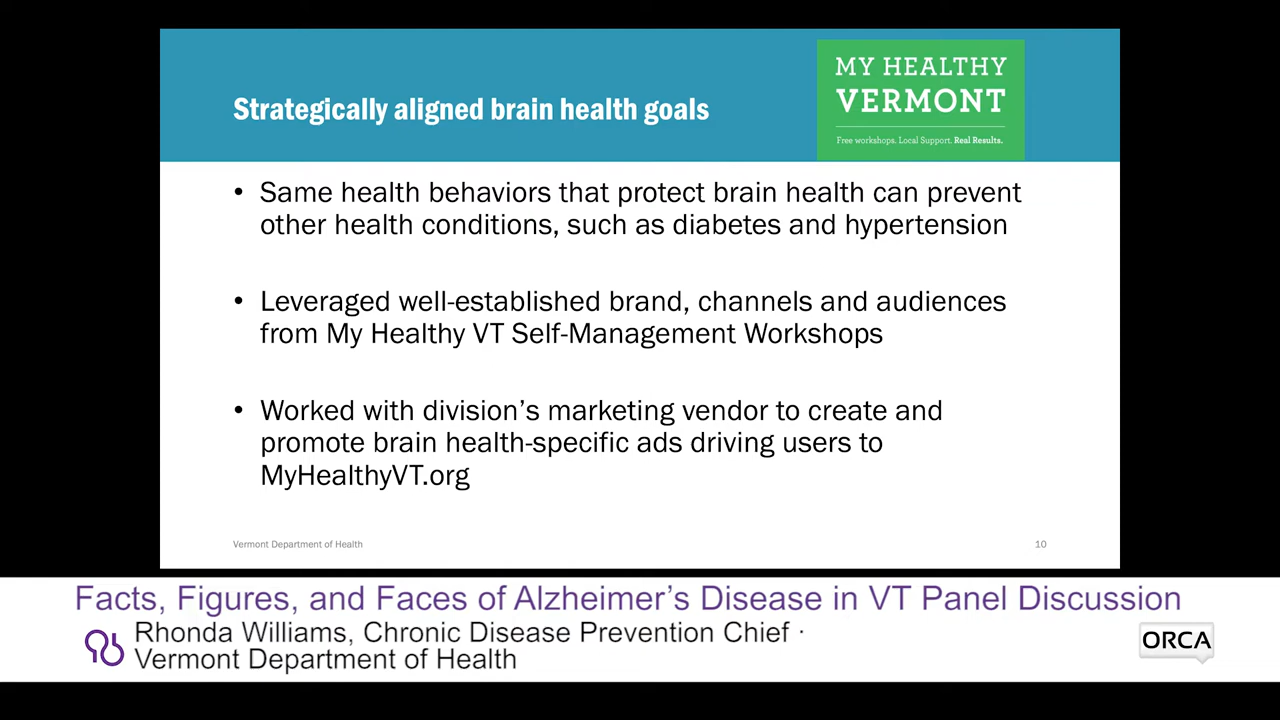 Strategically aligned brain health goals
MY HEALTHY
VERMONT
Free workshops. Local Support. Real Results.
• Same health behaviors that protect brain health can prevent
other health conditions, such as diabetes and hypertension
• Leveraged well-established brand, channels and audiences
from My Healthy VT Self-Management Workshops
• Worked with division’s marketing vendor to create and
promote brain health-specific ads driving users to
MyHealthyVT.org
Vermont Department of Health
10
Facts, Figures, and Faces of Alzheimer’s Disease in VT Panel Discussion
Rhonda Williams, Chronic Disease Prevention Chief ·
Vermont Department of Health
ORCA